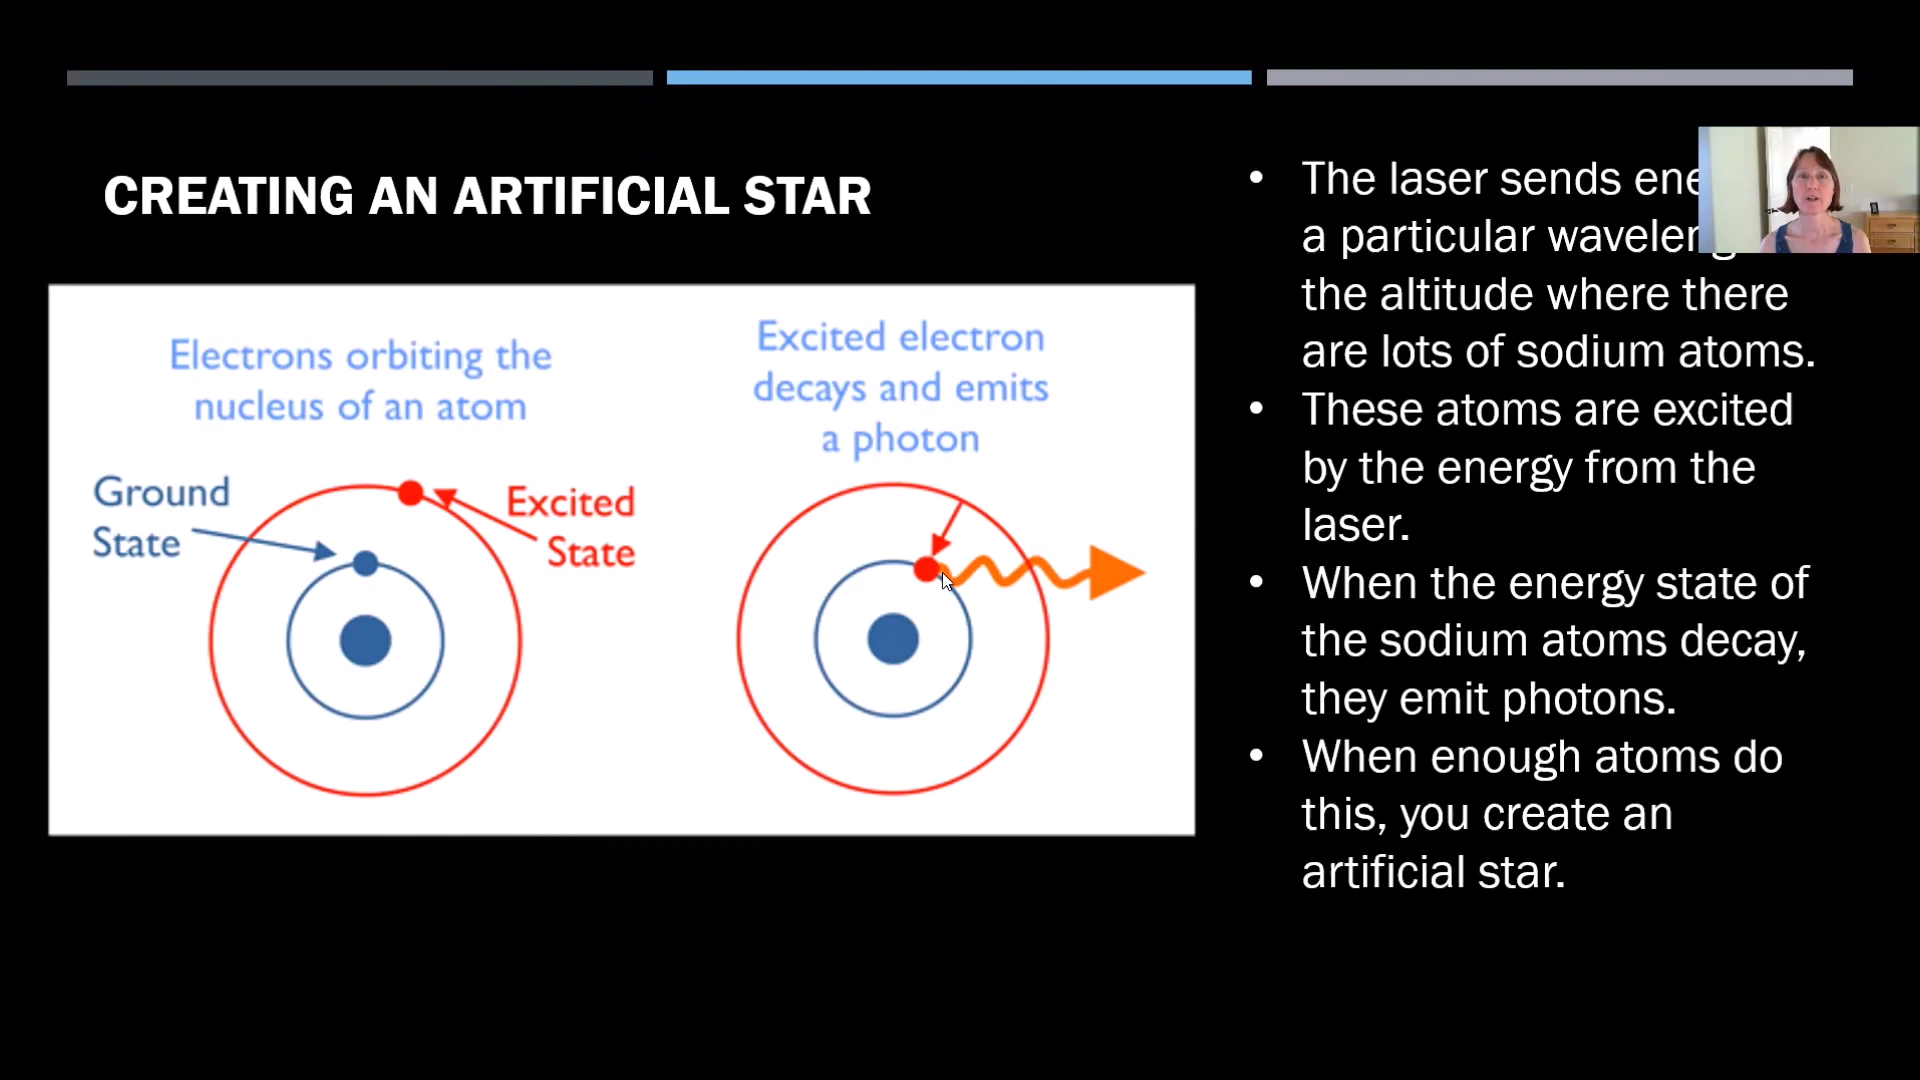 CREATING AN ARTIFICIAL STAR
Electrons orbiting the
nucleus of an atom
Ground
State
Excited
State
Excited electron
decays and emits
a photon
• The laser sends
a particular
the altitude where there
are lots of sodium atoms.
• These atoms are excited
by the energy from the
laser.
• When the energy state of
the sodium atoms decay,
they emit photons.
• When enough atoms do
this, you create an
artificial star.